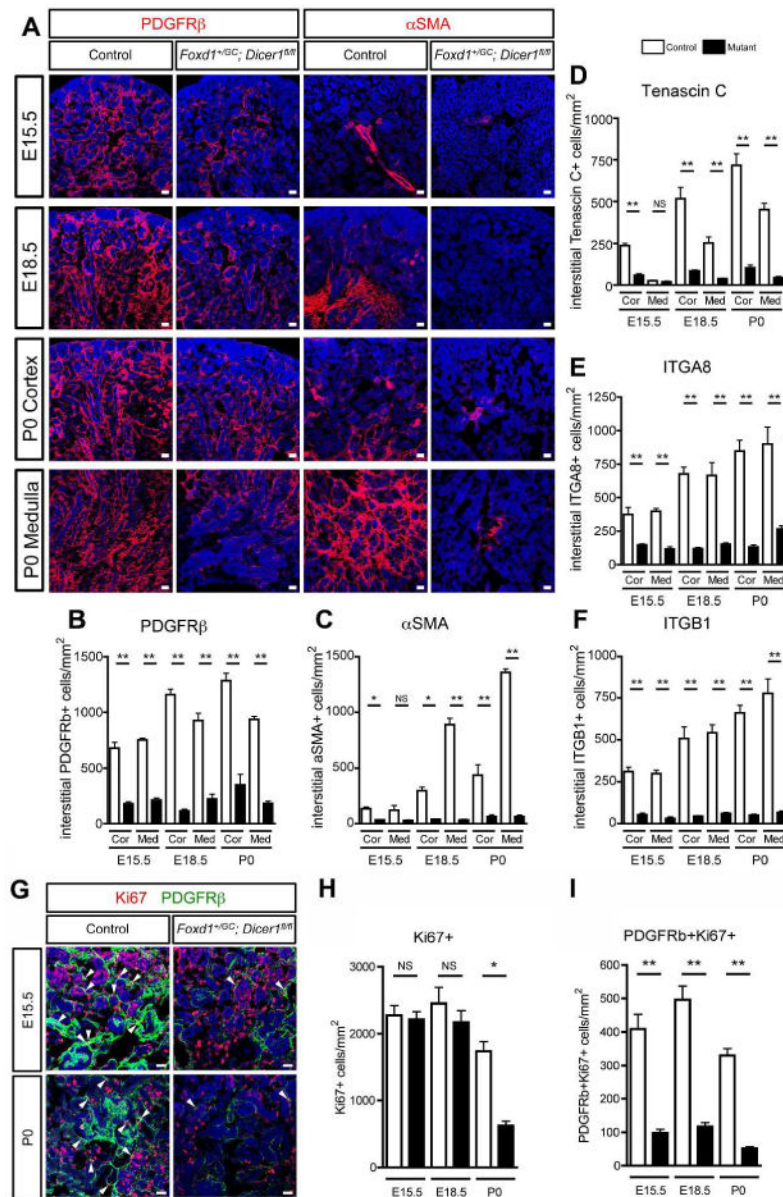 A
PDGFRβ
αSMA
Control
Foxd1+/GC; Dicer1fl/fl
Control
Foxd1+/GC; Dicer1fl/fl
E15.5
E18.5
P0 Cortex
P0 Medulla
Control
Mutant
D
Tenascin C
interstitial Tenascin C+ cells/mm²
1000
750
500
250
0
**
NS
**
**
**
**
Cor Med Cor Med Cor Med
E15.5 E18.5 P0
E
ITGA8
interstitial ITGA8+ cells/mm²
1250
1000
750
500
250
0
**
**
**
**
**
**
Cor Med Cor Med Cor Med
E15.5 E18.5 P0
B
PDGFRβ
interstitial PDGFRb+ cells/mm²
1500
1000
500
0
**
**
**
**
**
**
Cor Med Cor Med Cor Med
E15.5 E18.5 P0
C
αSMA
interstitial aSMA+ cells/mm²
1500
1000
500
0
*
NS
*
**
**
**
Cor Med Cor Med Cor Med
E15.5 E18.5 P0
F
ITGB1
interstitial ITGB1+ cells/mm²
1000
750
500
250
0
**
**
**
**
**
**
Cor Med Cor Med Cor Med
E15.5 E18.5 P0
G
Ki67 PDGFRβ
Control
Foxd1+/GC; Dicer1fl/fl
E15.5
P0
H
Ki67+
Ki67+ cells/mm²
3000
2000
1000
0
NS
NS
*
E15.5 E18.5 P0
I
PDGFRb+Ki67+
PDGFRb+Ki67+ cells/mm²
600
500
400
300
200
100
0
**
**
**
E15.5 E18.5 P0